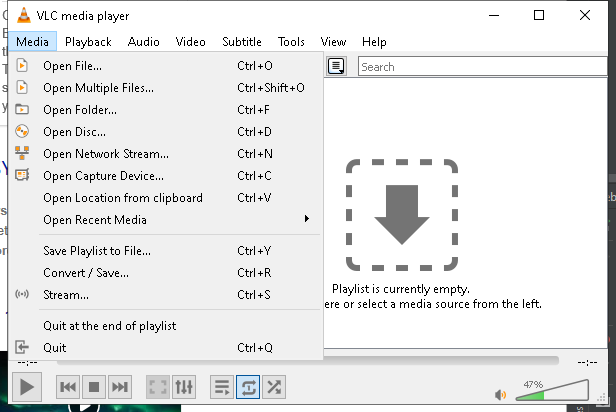 VLC media player
Media Playback Audio Video Subtitle Tools View Help
Open File... Ctrl+O
Open Multiple Files... Ctrl+Shift+O
Open Folder... Ctrl+F
Open Disc... Ctrl+D
Open Network Stream... Ctrl+N
Open Capture Device... Ctrl+C
Open Location from clipboard Ctrl+V
Open Recent Media
Save Playlist to File... Ctrl+Y
Convert / Save... Ctrl+R
Stream... Ctrl+S
Quit at the end of playlist
Quit Ctrl+Q
Search
Playlist is currently empty.
ere or select a media source from the left.
--:-- --:--
47%